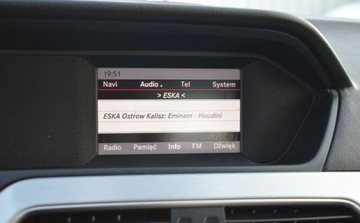 19:51
Navi Audio Tel System
> ESKA <
ESKA Ostrow Kalisz: Eminem - Houdini
Radio Pamięć Info FM Dźwięk